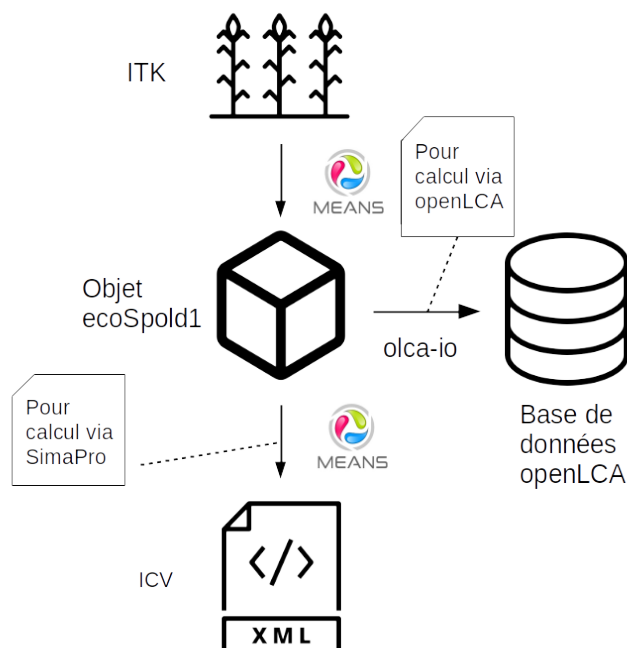 ITK
MEANS
Pour
calcul via
openLCA
Objet
ecoSpold1
olca-io
Base de
données
openLCA
Pour
calcul via
SimaPro
MEANS
ICV
</>
XML